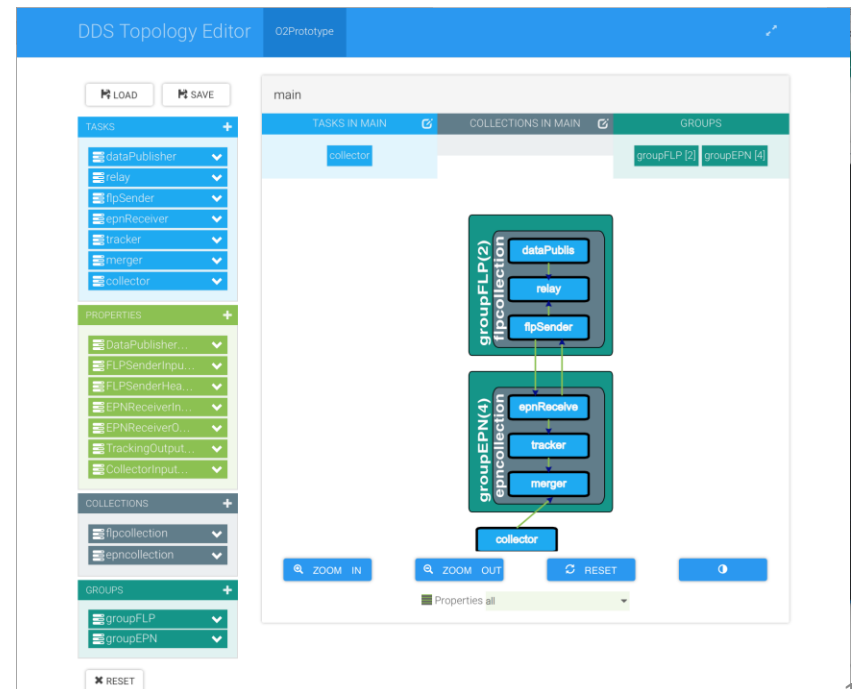 DDS Topology Editor
O2Prototype
LOAD
SAVE
TASKS
dataPublisher
relay
flpSender
epnReceiver
tracker
merger
collector
PROPERTIES
DataPublisher...
FLPSenderInpu...
FLPSenderHea...
EPNReceiverIn...
EPNReceiverO...
TrackingOutput...
CollectorInput...
COLLECTIONS
flpcollection
epncollection
GROUPS
groupFLP
groupEPN
RESET
main
TASKS IN MAIN
COLLECTIONS IN MAIN
GROUPS
collector
groupFLP [2]
groupEPN [4]
groupFLP(2)
flpcollection
dataPublis
relay
flpSender
groupEPN(4)
epncollection
epnReceive
tracker
merger
collector
ZOOM IN
ZOOM OUT
RESET
Properties all